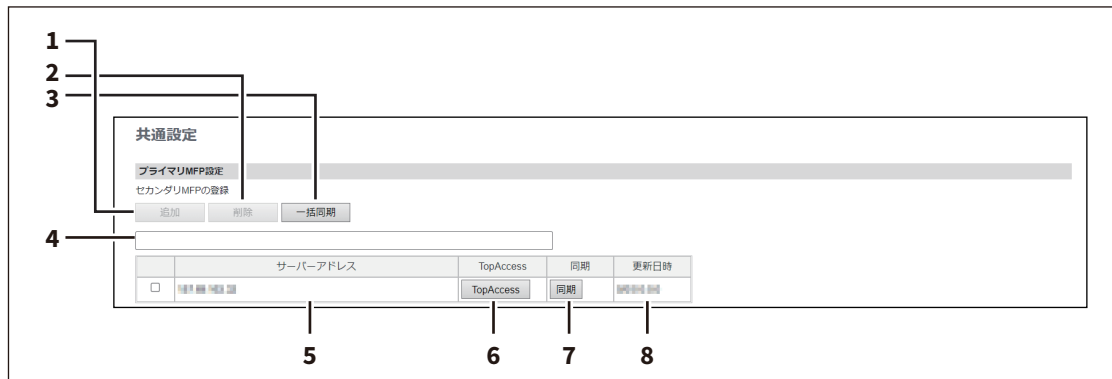 1
2
3
共通設定
プライマリMFP設定
セカンダリMFPの登録
追加 削除 一括同期
4
サーバーアドレス TopAccess 同期 更新日時
TopAccess 同期
5 6 7 8